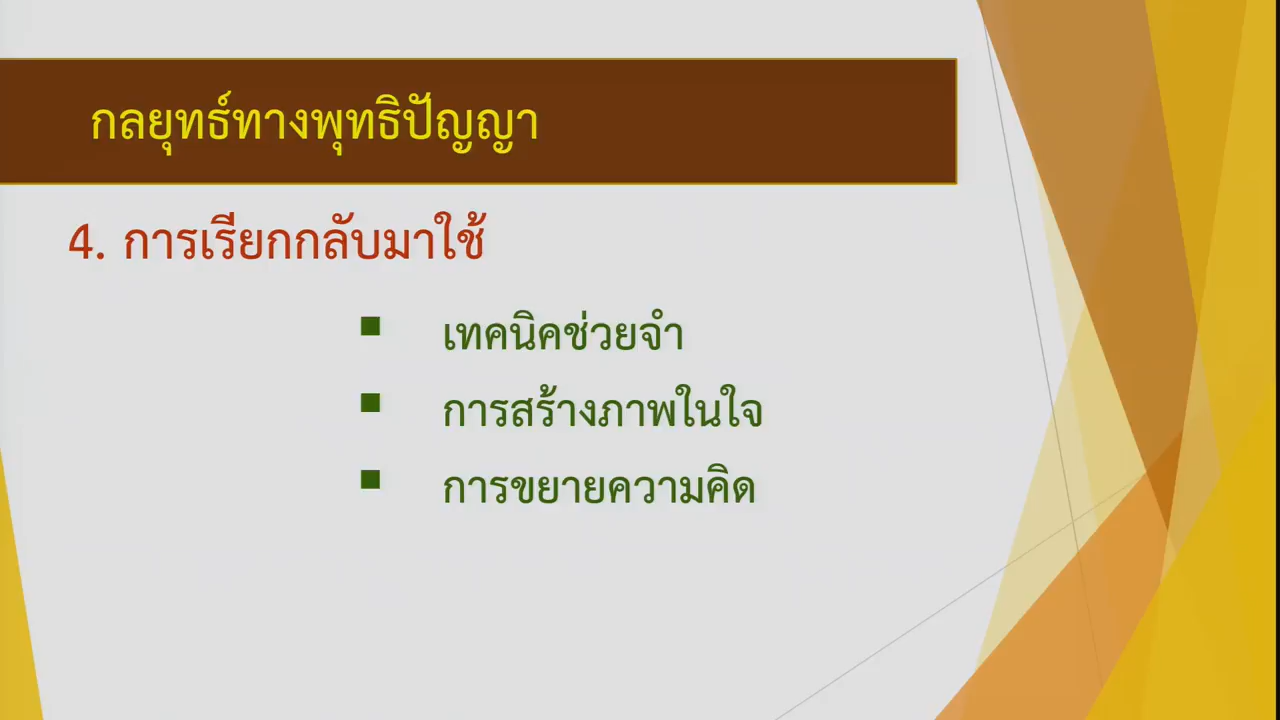 กลยุทธ์ทางพุทธิปัญญา
4. การเรียกกลับมาใช้
▪ เทคนิคช่วยจำ
▪ การสร้างภาพในใจ
▪ การขยายความคิด